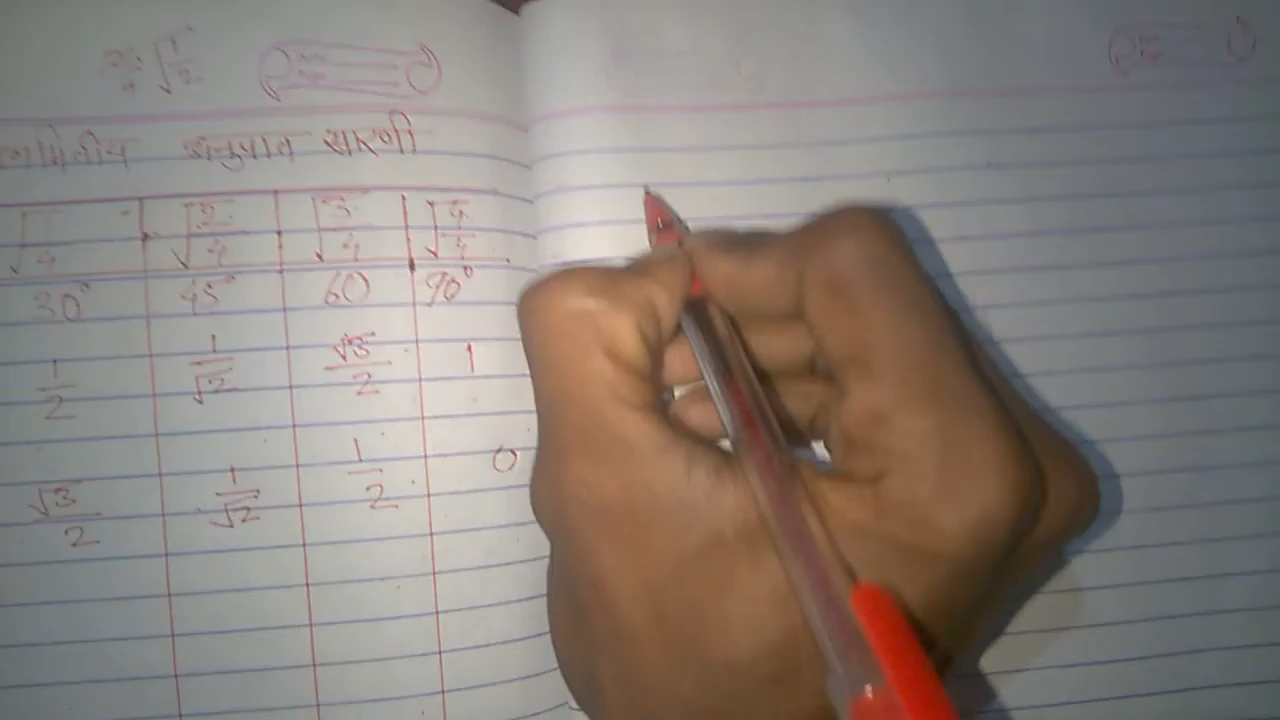 √1/2
अनुपात सारणी
√2/4 √3/4 √4/4
30° 45° 60 90°
1/2 1/√2 √3/2 1
√3/2 1/√2 1/2 0